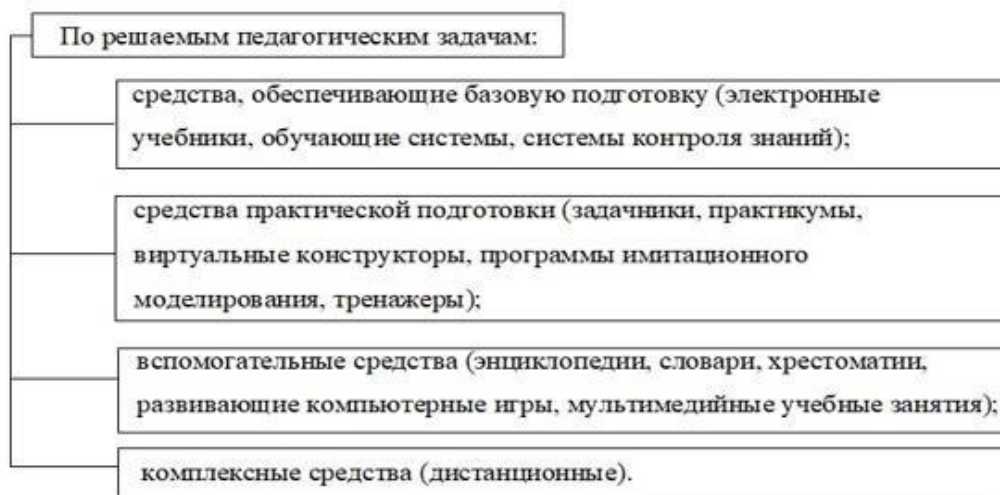 По решаемым педагогическим задачам:
средства, обеспечивающие базовую подготовку (электронные
учебники, обучающие системы, системы контроля знаний);
средства практической подготовки (задачники, практикумы,
виртуальные конструкторы, программы имитационного
моделирования, тренажеры);
вспомогательные средства (энциклопедии, словари, хрестоматии,
развивающие компьютерные игры, мультимедийные учебные занятия);
комплексные средства (дистанционные).